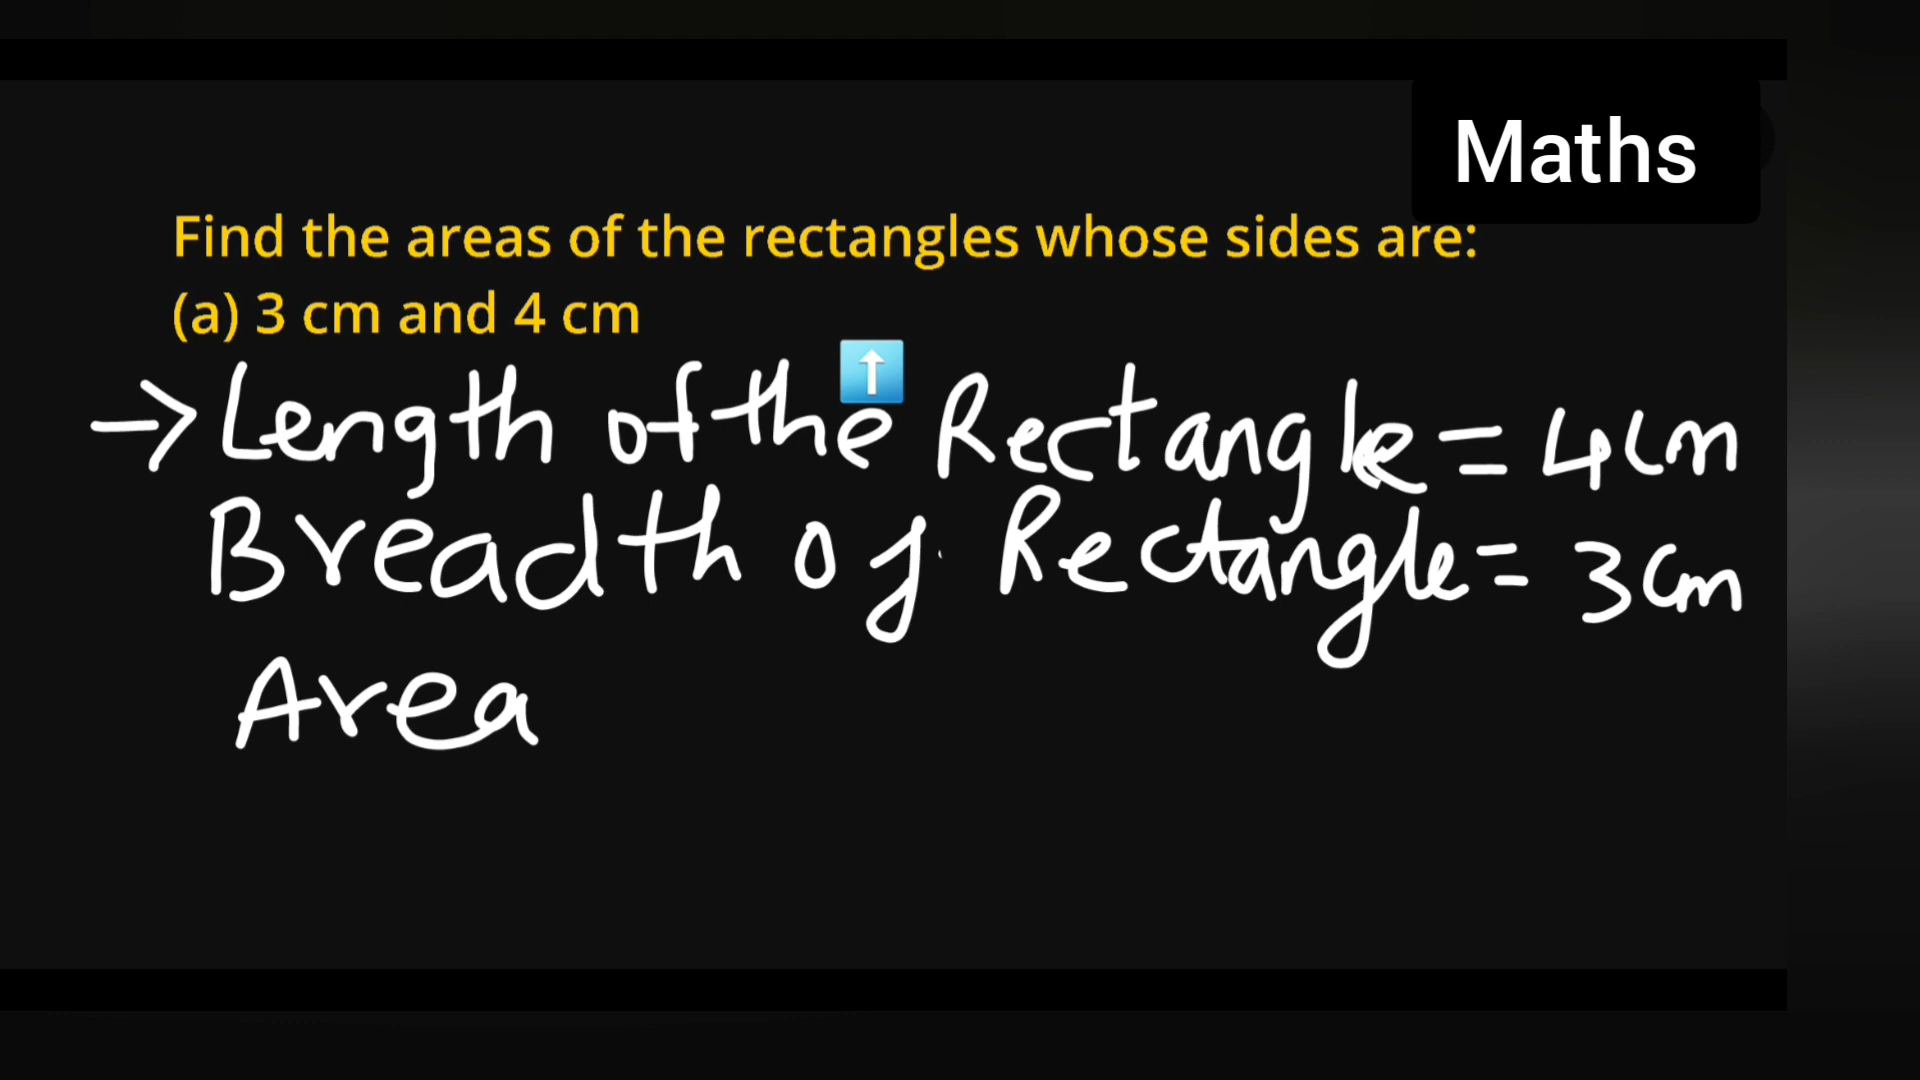 Maths
Find the areas of the rectangles whose sides are:
(a) 3 cm and 4 cm
→ Length of the Rectangle = 4cm
Breadth of Rectangle = 3cm
Area